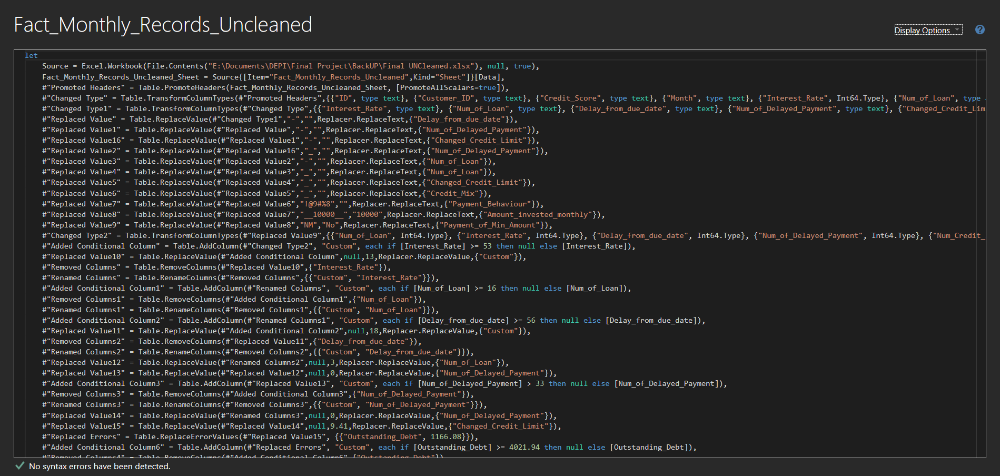 Fact_Monthly_Records_Uncleaned
Display Options
?
let
Source = Excel.Workbook(File.Contents("E:\Documents\DEPI\Final Project\BackUP\Final UNCleaned.xlsx"), null, true),
Fact_Monthly_Records_Uncleaned_Sheet = Source{[Item="Fact_Monthly_Records_Uncleaned",Kind="Sheet"]}[Data],
#"Promoted Headers" = Table.PromoteHeaders(Fact_Monthly_Records_Uncleaned_Sheet, [PromoteAllScalars=true]),
#"Changed Type" = Table.TransformColumnTypes(#"Promoted Headers",{{"ID", type text}, {"Customer_ID", type text}, {"Credit_Score", type text}, {"Month", type text}, {"Interest_Rate", Int64.Type}, {"Num_of_Loan", type
#"Changed Type1" = Table.TransformColumnTypes(#"Changed Type",{{"Interest_Rate", type text}, {"Num_of_Loan", type text}, {"Delay_from_due_date", type text}, {"Num_of_Delayed_Payment", type text}, {"Changed_Credit_Lim
#"Replaced Value" = Table.ReplaceValue(#"Changed Type1","-","",Replacer.ReplaceText,{"Delay_from_due_date"}),
#"Replaced Value1" = Table.ReplaceValue(#"Replaced Value","-","",Replacer.ReplaceText,{"Num_of_Delayed_Payment"}),
#"Replaced Value16" = Table.ReplaceValue(#"Replaced Value1","-","",Replacer.ReplaceText,{"Changed_Credit_Limit"}),
#"Replaced Value2" = Table.ReplaceValue(#"Replaced Value16","_","",Replacer.ReplaceText,{"Num_of_Delayed_Payment"}),
#"Replaced Value3" = Table.ReplaceValue(#"Replaced Value2","-","",Replacer.ReplaceText,{"Num_of_Loan"}),
#"Replaced Value4" = Table.ReplaceValue(#"Replaced Value3","_","",Replacer.ReplaceText,{"Num_of_Loan"}),
#"Replaced Value5" = Table.ReplaceValue(#"Replaced Value4","_","",Replacer.ReplaceText,{"Changed_Credit_Limit"}),
#"Replaced Value6" = Table.ReplaceValue(#"Replaced Value5","_","",Replacer.ReplaceText,{"Credit_Mix"}),
#"Replaced Value7" = Table.ReplaceValue(#"Replaced Value6","!@9#%8","",Replacer.ReplaceText,{"Payment_Behaviour"}),
#"Replaced Value8" = Table.ReplaceValue(#"Replaced Value7","__10000__","10000",Replacer.ReplaceText,{"Amount_invested_monthly"}),
#"Replaced Value9" = Table.ReplaceValue(#"Replaced Value8","NM","No",Replacer.ReplaceText,{"Payment_of_Min_Amount"}),
#"Changed Type2" = Table.TransformColumnTypes(#"Replaced Value9",{{"Num_of_Loan", Int64.Type}, {"Interest_Rate", Int64.Type}, {"Delay_from_due_date", Int64.Type}, {"Num_of_Delayed_Payment", Int64.Type}, {"Num_Credit_
#"Added Conditional Column" = Table.AddColumn(#"Changed Type2", "Custom", each if [Interest_Rate] >= 53 then null else [Interest_Rate]),
#"Replaced Value10" = Table.ReplaceValue(#"Added Conditional Column",null,13,Replacer.ReplaceValue,{"Custom"}),
#"Removed Columns" = Table.RemoveColumns(#"Replaced Value10",{"Interest_Rate"}),
#"Renamed Columns" = Table.RenameColumns(#"Removed Columns",{{"Custom", "Interest_Rate"}}),
#"Added Conditional Column1" = Table.AddColumn(#"Renamed Columns", "Custom", each if [Num_of_Loan] >= 16 then null else [Num_of_Loan]),
#"Removed Columns1" = Table.RemoveColumns(#"Added Conditional Column1",{"Num_of_Loan"}),
#"Renamed Columns1" = Table.RenameColumns(#"Removed Columns1",{{"Custom", "Num_of_Loan"}}),
#"Added Conditional Column2" = Table.AddColumn(#"Renamed Columns1", "Custom", each if [Delay_from_due_date] >= 56 then null else [Delay_from_due_date]),
#"Replaced Value11" = Table.ReplaceValue(#"Added Conditional Column2",null,18,Replacer.ReplaceValue,{"Custom"}),
#"Removed Columns2" = Table.RemoveColumns(#"Replaced Value11",{"Delay_from_due_date"}),
#"Renamed Columns2" = Table.RenameColumns(#"Removed Columns2",{{"Custom", "Delay_from_due_date"}}),
#"Replaced Value12" = Table.ReplaceValue(#"Renamed Columns2",null,3,Replacer.ReplaceValue,{"Num_of_Loan"}),
#"Replaced Value13" = Table.ReplaceValue(#"Replaced Value12",null,0,Replacer.ReplaceValue,{"Num_of_Delayed_Payment"}),
#"Added Conditional Column3" = Table.AddColumn(#"Replaced Value13", "Custom", each if [Num_of_Delayed_Payment] > 33 then null else [Num_of_Delayed_Payment]),
#"Removed Columns3" = Table.RemoveColumns(#"Added Conditional Column3",{"Num_of_Delayed_Payment"}),
#"Renamed Columns3" = Table.RenameColumns(#"Removed Columns3",{{"Custom", "Num_of_Delayed_Payment"}}),
#"Replaced Value14" = Table.ReplaceValue(#"Renamed Columns3",null,0,Replacer.ReplaceValue,{"Num_of_Delayed_Payment"}),
#"Replaced Value15" = Table.ReplaceValue(#"Replaced Value14",null,9.41,Replacer.ReplaceValue,{"Changed_Credit_Limit"}),
#"Replaced Errors" = Table.ReplaceErrorValues(#"Replaced Value15", {{"Outstanding_Debt", 1166.08}}),
#"Added Conditional Column6" = Table.AddColumn(#"Replaced Errors", "Custom", each if [Outstanding_Debt] >= 4021.94 then null else [Outstanding_Debt]),
#"Removed Columns4" = Table.RemoveColumns(#"Added Conditional Column6",{"Outstanding_Debt"}),
No syntax errors have been detected.